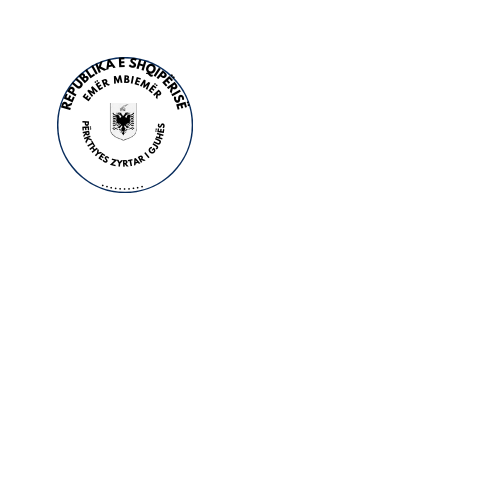 REPUBLIKA E SHQIPËRISË
EMËR MBIEMËR
PËRKTHYES ZYRTAR I GJUHËS
..........